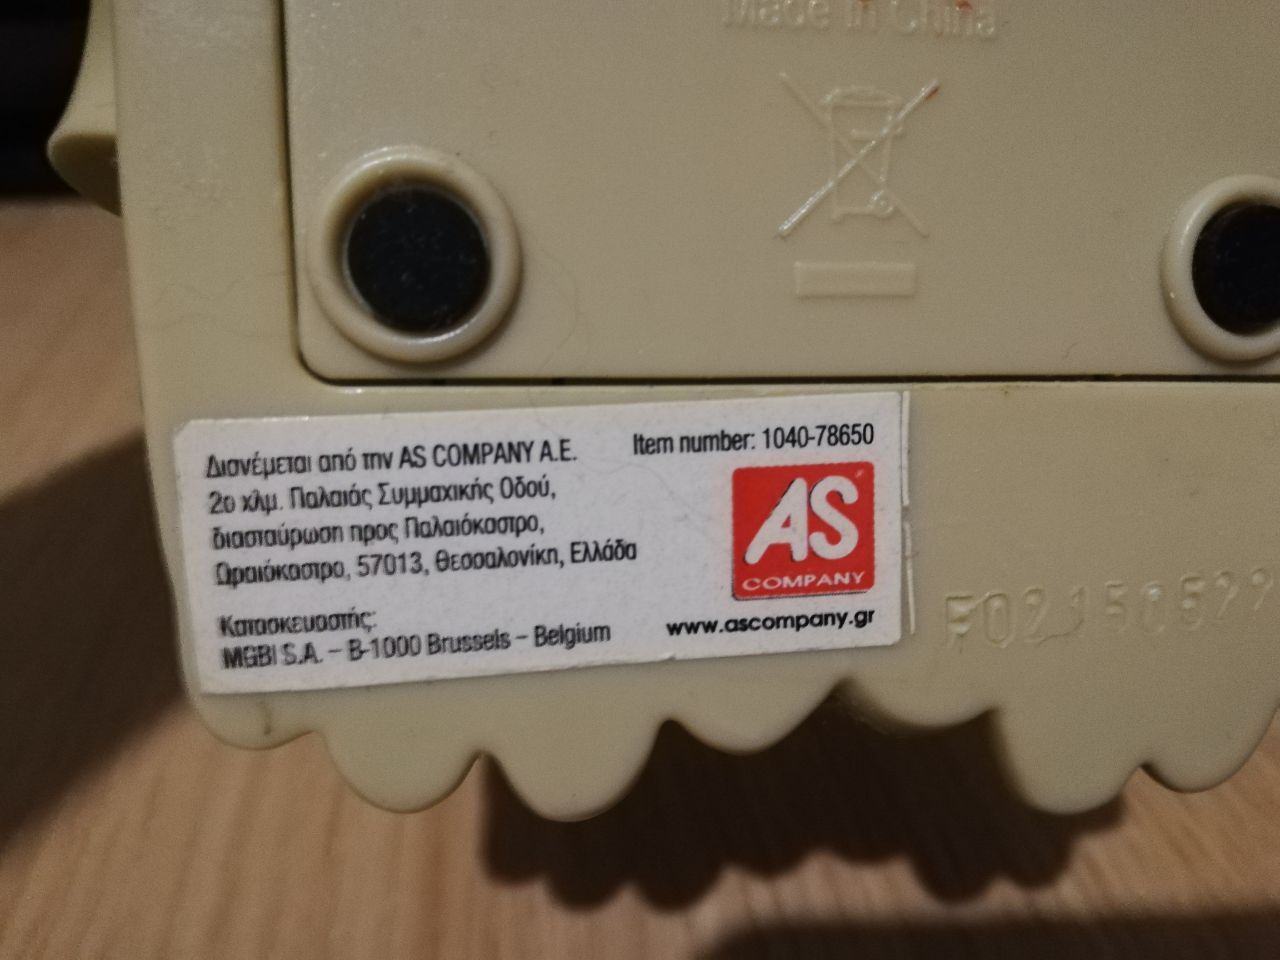 Made in China
Διανέμεται από την AS COMPANY A.E.
2ο χλμ. Παλαιός Συμμαχικής Οδού,
διασταύρωση προς Παλαιόκαστρο,
Ωραιόκαστρο, 57013, Θεσσαλονίκη, Ελλάδα
Κατασκευαστής:
MGBI S.A. – B-1000 Brussels – Belgium
Item number: 1040-78650
AS
COMPANY
www.ascompany.gr